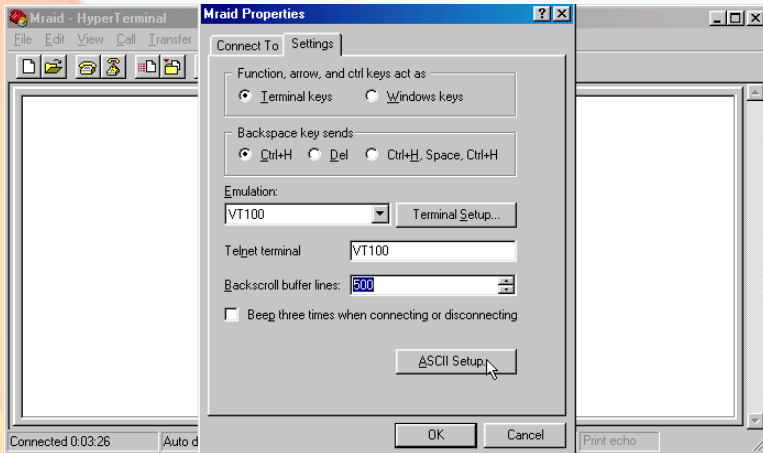 Mraid - HyperTerminal
File Edit View Call Transfer
Mraid Properties
Connect To Settings
Function, arrow, and ctrl keys act as
Terminal keys Windows keys
Backspace key sends
Ctrl+H Del Ctrl+H, Space, Ctrl+H
Emulation:
VT100 Terminal Setup...
Telnet terminal VT100
Backscroll buffer lines: 500
Beep three times when connecting or disconnecting
ASCII Setup...
OK Cancel
Connected 0:03:26 Auto d Print echo